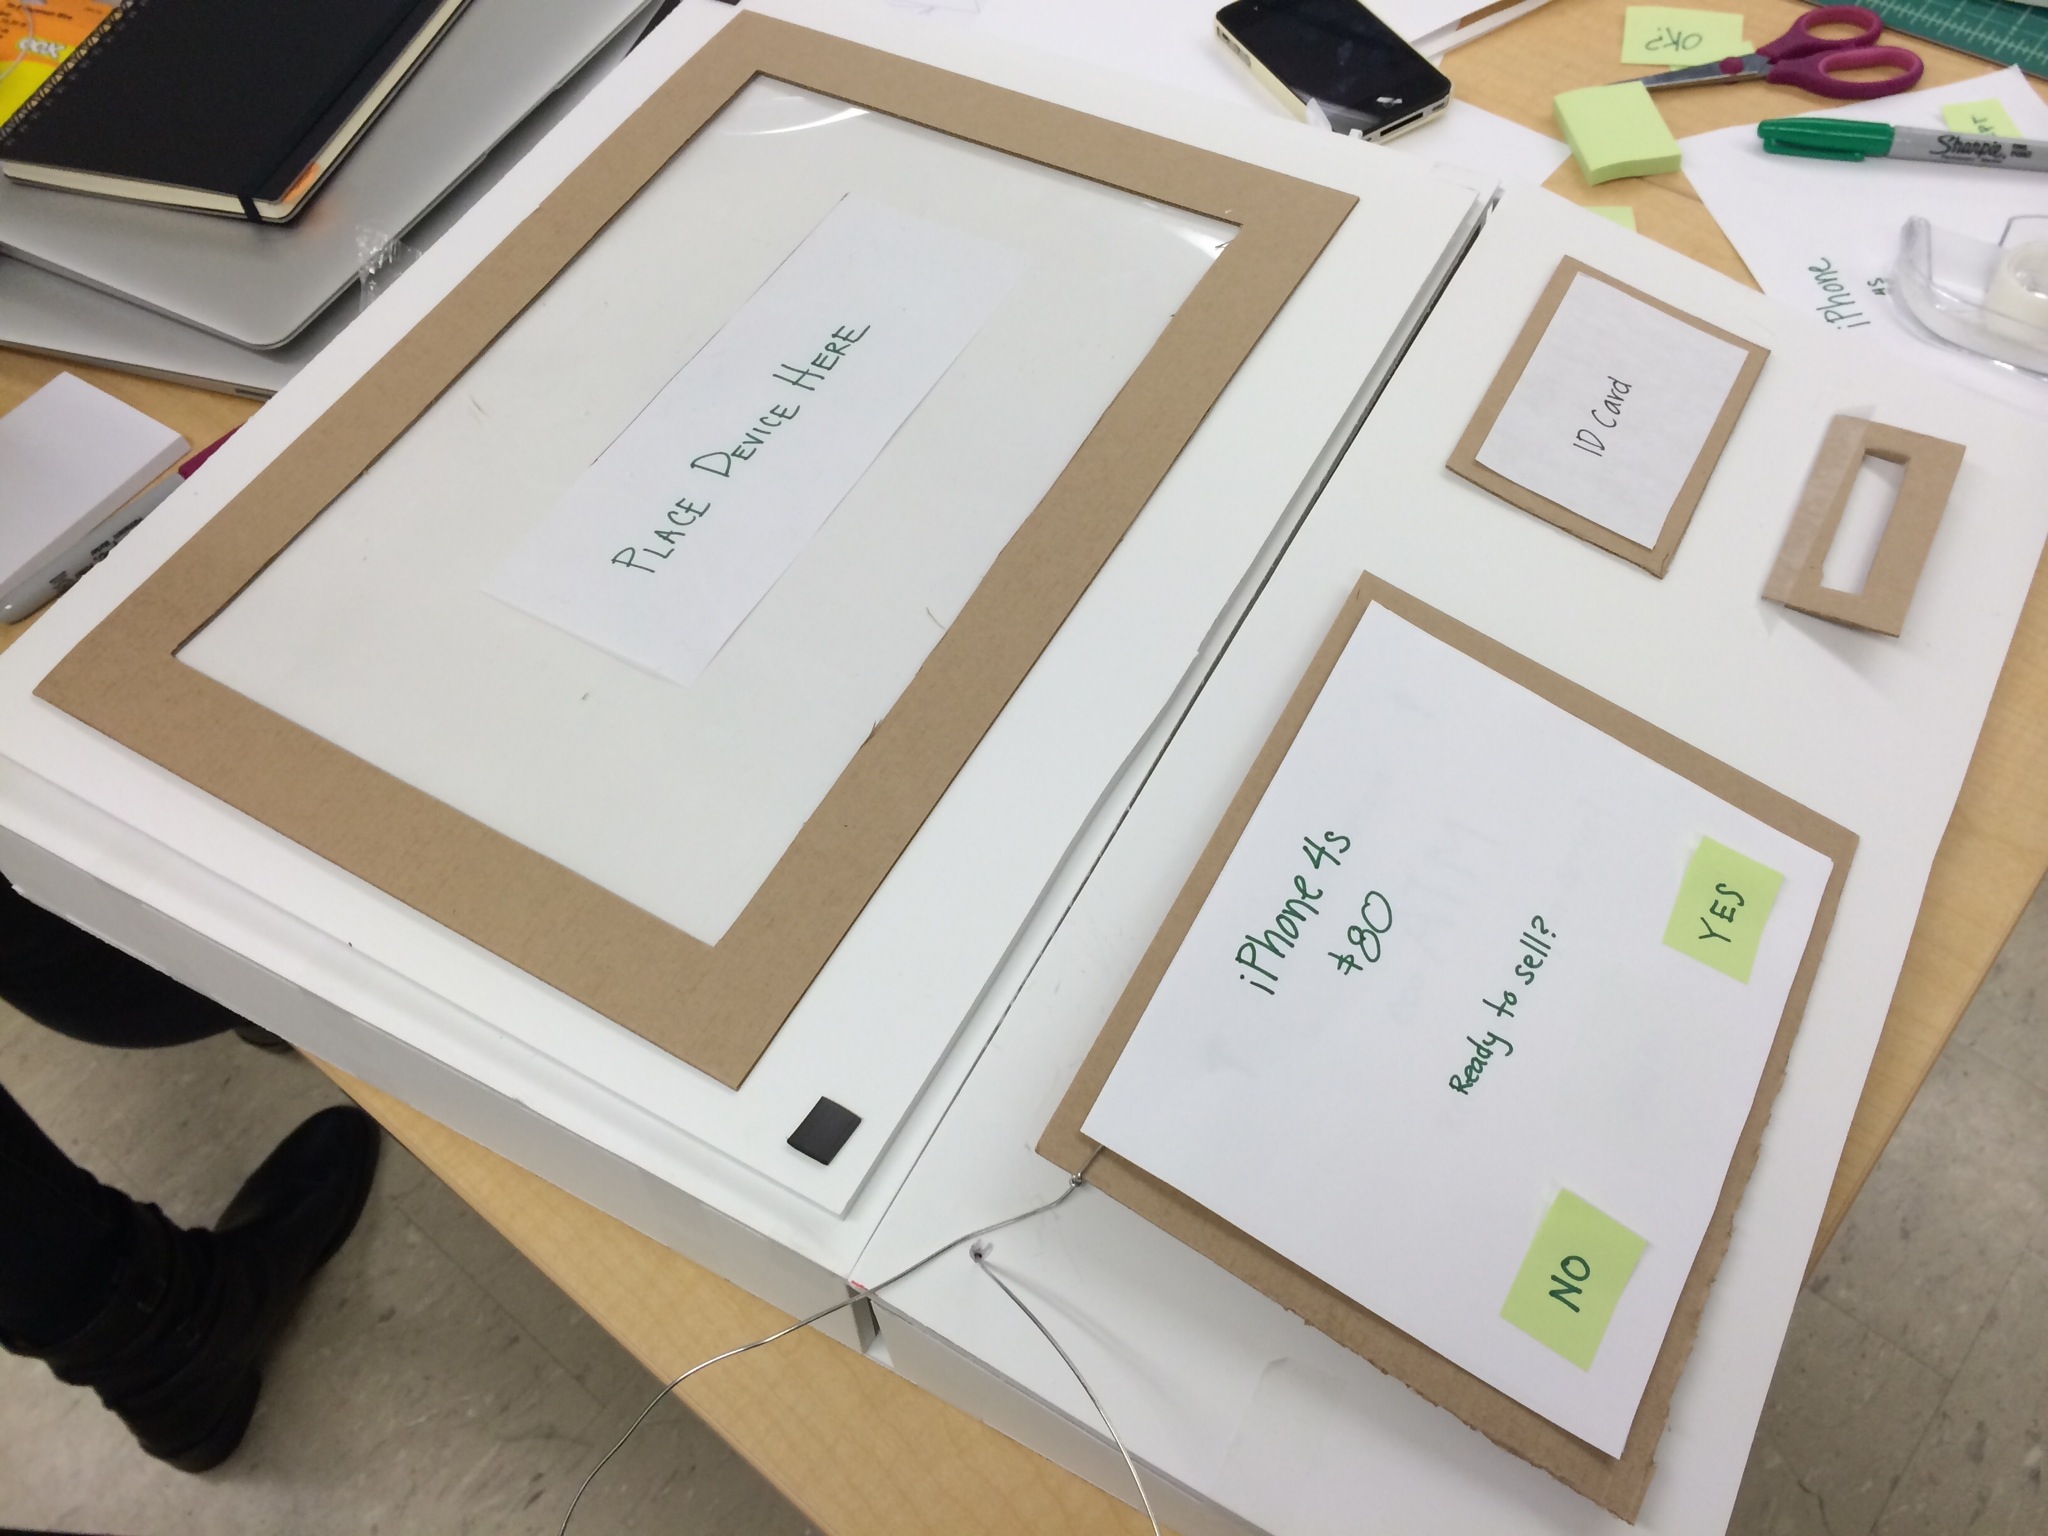 PLACE DEVICE HERE
ID Card
iPhone 4s
$80
Ready to sell?
NO
YES
OK?
Sharpie
iPhone
4S